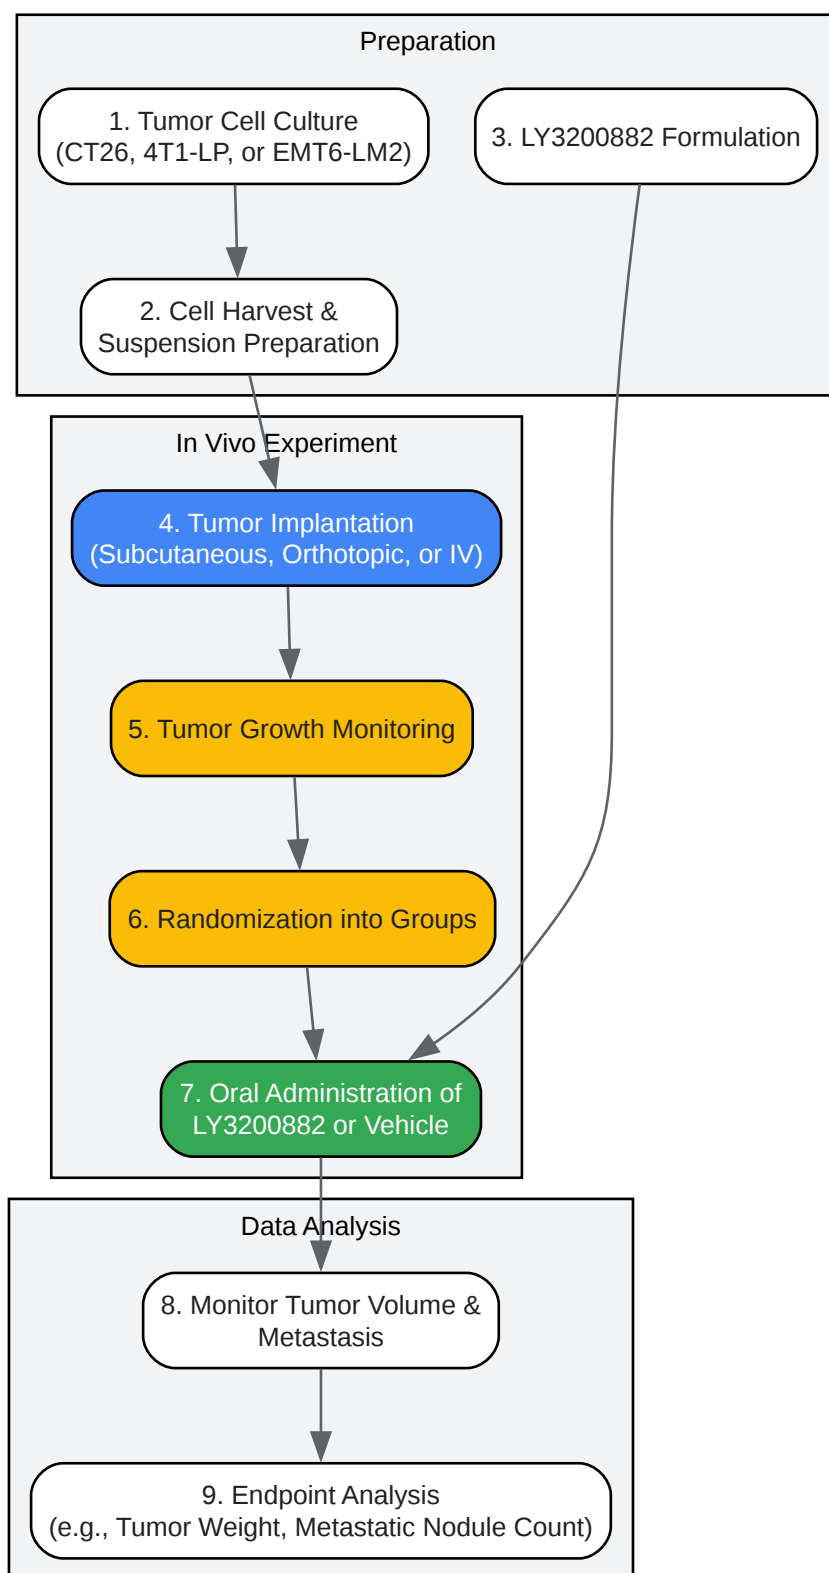 Preparation
1. Tumor Cell Culture
(CT26, 4T1-LP, or EMT6-LM2)
3. LY3200882 Formulation
2. Cell Harvest &
Suspension Preparation
In Vivo Experiment
4. Tumor Implantation
(Subcutaneous, Orthotopic, or IV)
5. Tumor Growth Monitoring
6. Randomization into Groups
7. Oral Administration of
LY3200882 or Vehicle
Data Analysis
8. Monitor Tumor Volume &
Metastasis
9. Endpoint Analysis
(e.g., Tumor Weight, Metastatic Nodule Count)